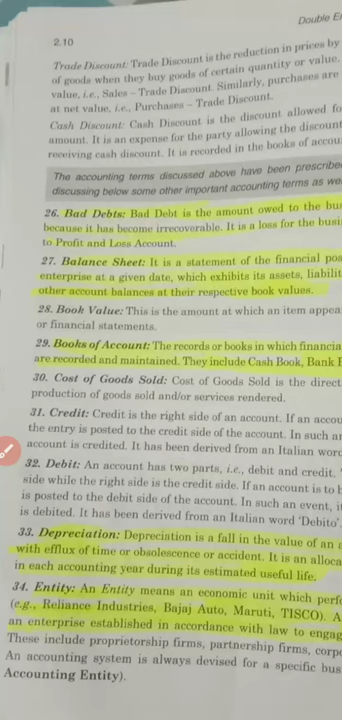 Double En
2.10
Trade Discount: Trade Discount is the reduction in prices by
of goods when they buy goods of certain quantity or value.
value, i.e., Sales – Trade Discount. Similarly, purchases are
at net value, i.e., Purchases – Trade Discount.
Cash Discount: Cash Discount is the discount allowed fo
amount. It is an expense for the party allowing the discount
receiving cash discount. It is recorded in the books of accou
The accounting terms discussed above have been prescribe
discussing below some other important accounting terms as we
26. Bad Debts: Bad Debt is the amount owed to the bu
because it has become irrecoverable. It is a loss for the busi
to Profit and Loss Account.
27. Balance Sheet: It is a statement of the financial pos
enterprise at a given date, which exhibits its assets, liabilit
other account balances at their respective book values.
28. Book Value: This is the amount at which an item appea
or financial statements.
29. Books of Account: The records or books in which financia
are recorded and maintained. They include Cash Book, Bank B
30. Cost of Goods Sold: Cost of Goods Sold is the direct
production of goods sold and/or services rendered.
31. Credit: Credit is the right side of an account. If an accou
the entry is posted to the credit side of the account. In such an
account is credited. It has been derived from an Italian word
32. Debit: An account has two parts, i.e., debit and credit.
side while the right side is the credit side. If an account is to b
is posted to the debit side of the account. In such event, it
is debited. It has been derived from an Italian word 'Debito'.
33. Depreciation: Depreciation is a fall in the value of an a
with efflux of time or obsolescence or accident. It is an alloca
in each accounting year during its estimated useful life.
34. Entity: An Entity means an economic unit which perfo
(e.g., Reliance Industries, Bajaj Auto, Maruti, TISCO). A
an enterprise established in accordance with law to engag
These include proprietorship firms, partnership firms, corpo
An accounting system is always devised for a specific bus
Accounting Entity).